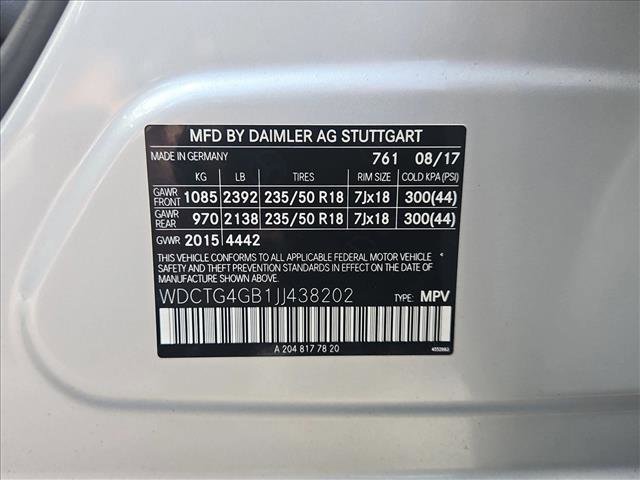 MFD BY DAIMLER AG STUTTGART
MADE IN GERMANY 761 08/17
KG LB TIRES RIM SIZE COLD KPA (PSI)
GAWR FRONT 1085 2392 235/50 R18 7Jx18 300(44)
GAWR REAR 970 2138 235/50 R18 7Jx18 300(44)
GVWR 2015 4442
THIS VEHICLE CONFORMS TO ALL APPLICABLE FEDERAL MOTOR VEHICLE
SAFETY BUMPER, AND THEFT PREVENTION STANDARDS IN EFFECT ON
THE DATE OF MANUFACTURE SHOWN ABOVE.
WDCTG4GB1JJ438202 TYPE: MPV
A 204 817 78 20